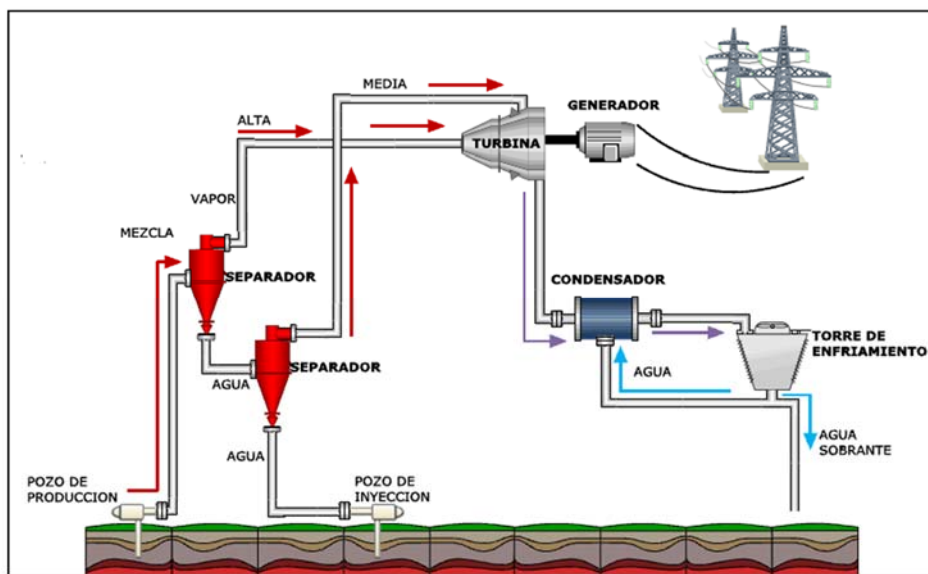 MEDIA
ALTA
GENERADOR
TURBINA
VAPOR
MEZCLA
SEPARADOR
CONDENSADOR
TORRE DE
ENFRIAMIENTO
SEPARADOR
AGUA
AGUA
AGUA
SOBRANTE
AGUA
POZO DE
PRODUCCION
POZO DE
INYECCION